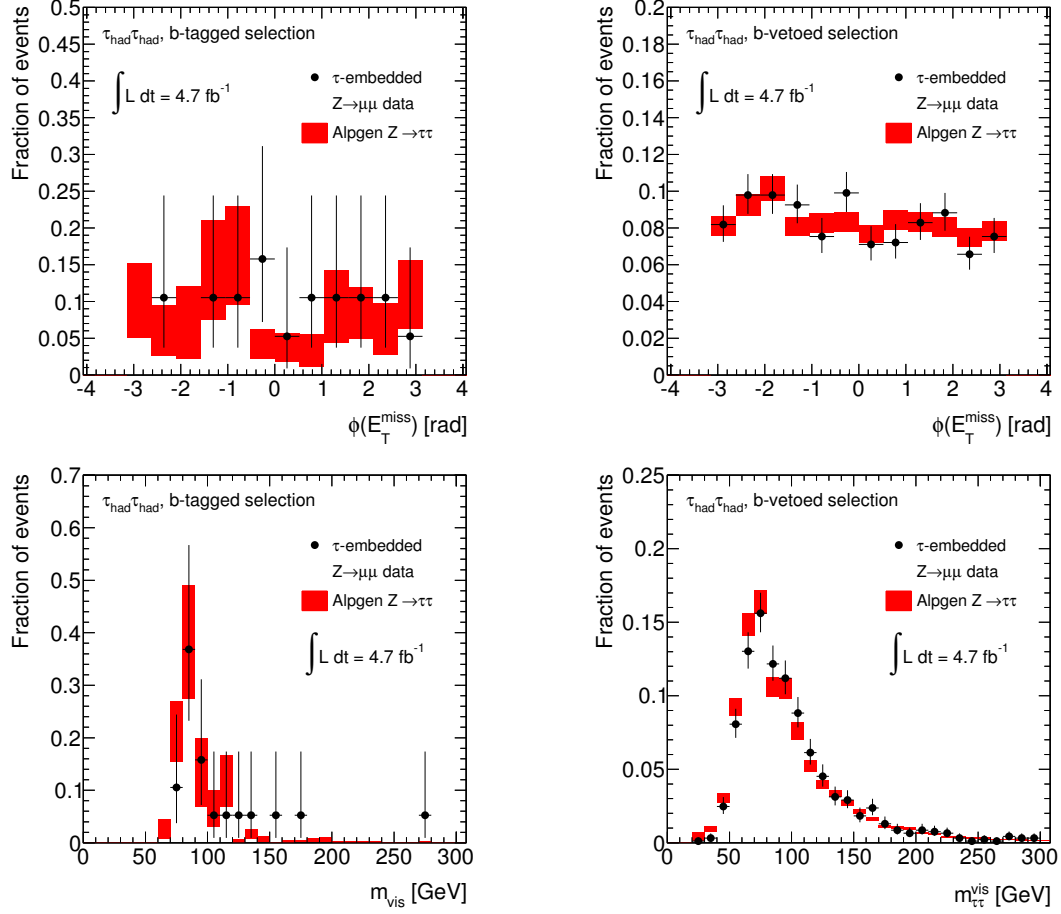 Fraction of events
0.5
0.45
0.4
0.35
0.3
0.25
0.2
0.15
0.1
0.05
0
τhadτhad, b-tagged selection
∫ L dt = 4.7 fb⁻¹
τ-embedded
Z→μμ data
Alpgen Z→ττ
-4 -3 -2 -1 0 1 2 3 4
φ(E_T^miss) [rad]
Fraction of events
0.2
0.18
0.16
0.14
0.12
0.1
0.08
0.06
0.04
0.02
0
τhadτhad, b-vetoed selection
∫ L dt = 4.7 fb⁻¹
τ-embedded
Z→μμ data
Alpgen Z→ττ
-4 -3 -2 -1 0 1 2 3 4
φ(E_T^miss) [rad]
Fraction of events
0.7
0.6
0.5
0.4
0.3
0.2
0.1
0
τhadτhad, b-tagged selection
τ-embedded
Z→μμ data
Alpgen Z→ττ
∫ L dt = 4.7 fb⁻¹
0 50 100 150 200 250 300
m_vis [GeV]
Fraction of events
0.25
0.2
0.15
0.1
0.05
0
τhadτhad, b-vetoed selection
τ-embedded
Z→μμ data
Alpgen Z→ττ
∫ L dt = 4.7 fb⁻¹
0 50 100 150 200 250 300
m_ττ^vis [GeV]